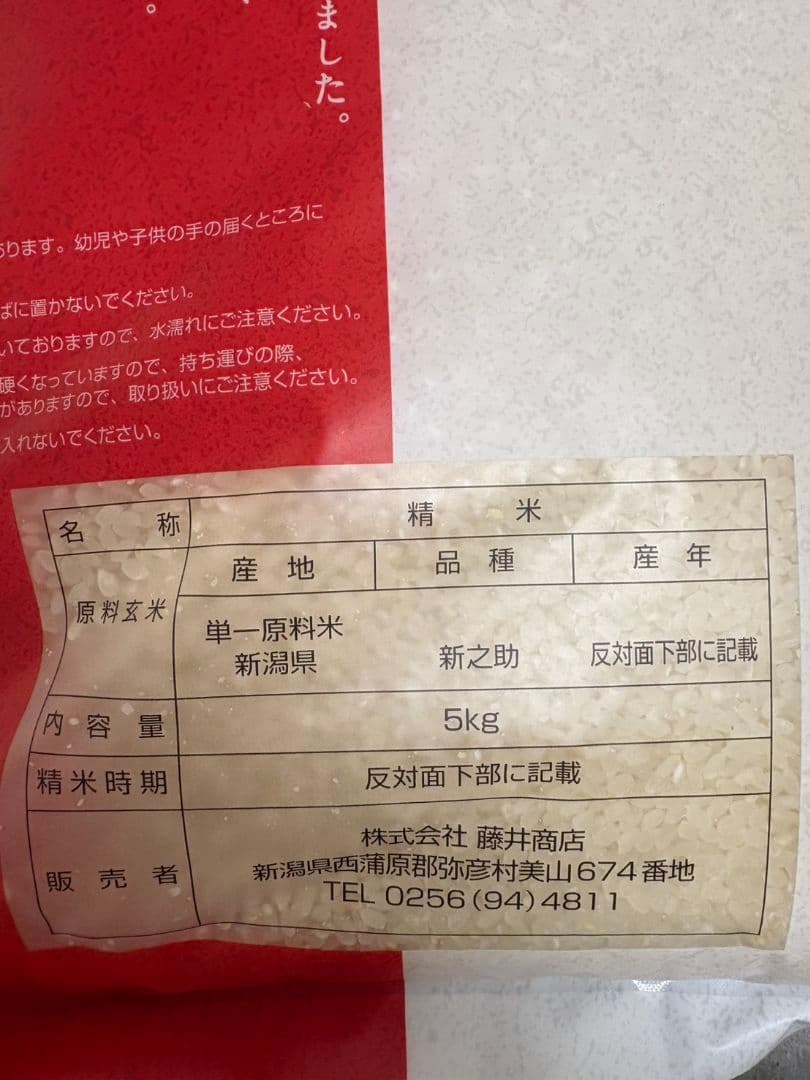 ました。
あります。幼児や子供の手の届くところに
ばに置かないでください。
いておりますので、水濡れにご注意ください。
硬くなっていますので、持ち運びの際、
がありますので、取り扱いにご注意ください。
入れないでください。
名称 精米
原料玄米 産地 品種 産年
単一原料米
新潟県 新之助 反対面下部に記載
内容量 5kg
精米時期 反対面下部に記載
販売者 株式会社 藤井商店
新潟県西蒲原郡弥彦村美山674番地
TEL 0256(94)4811